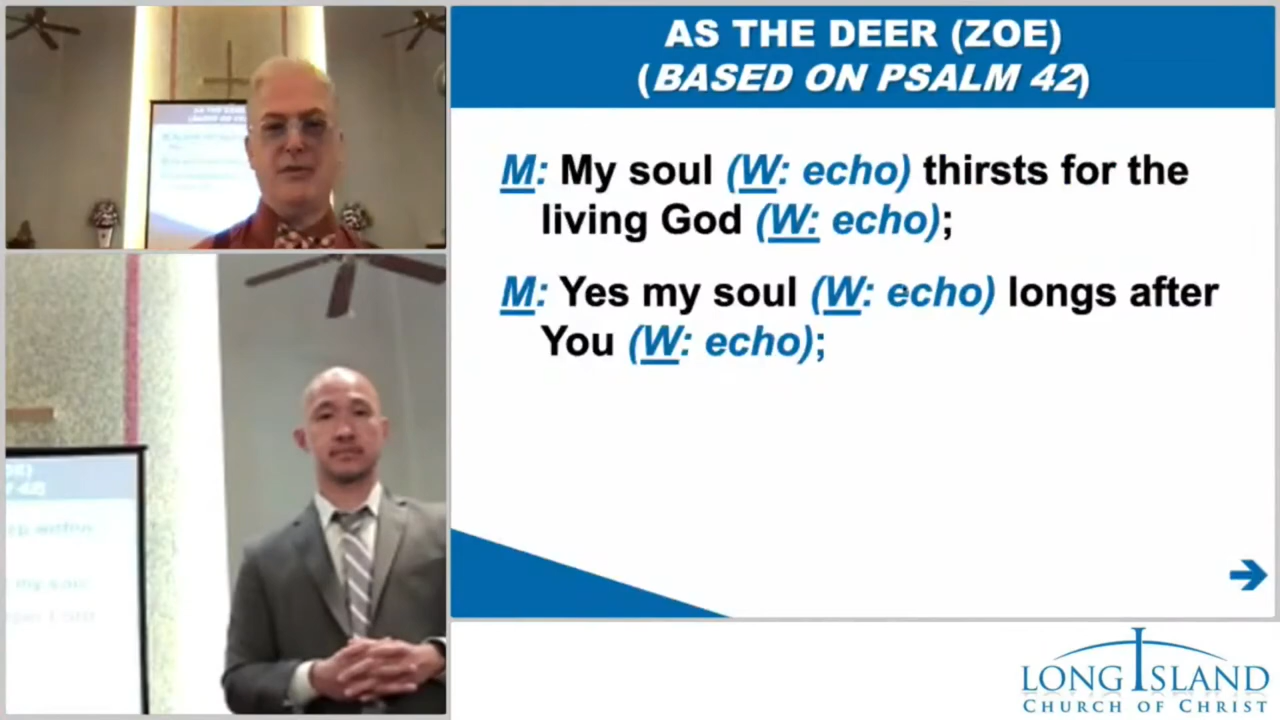 AS THE DEER (ZOE)
(BASED ON PSALM 42)
M: My soul (W: echo) thirsts for the
living God (W: echo);
M: Yes my soul (W: echo) longs after
You (W: echo);
LONG ISLAND
CHURCH OF CHRIST